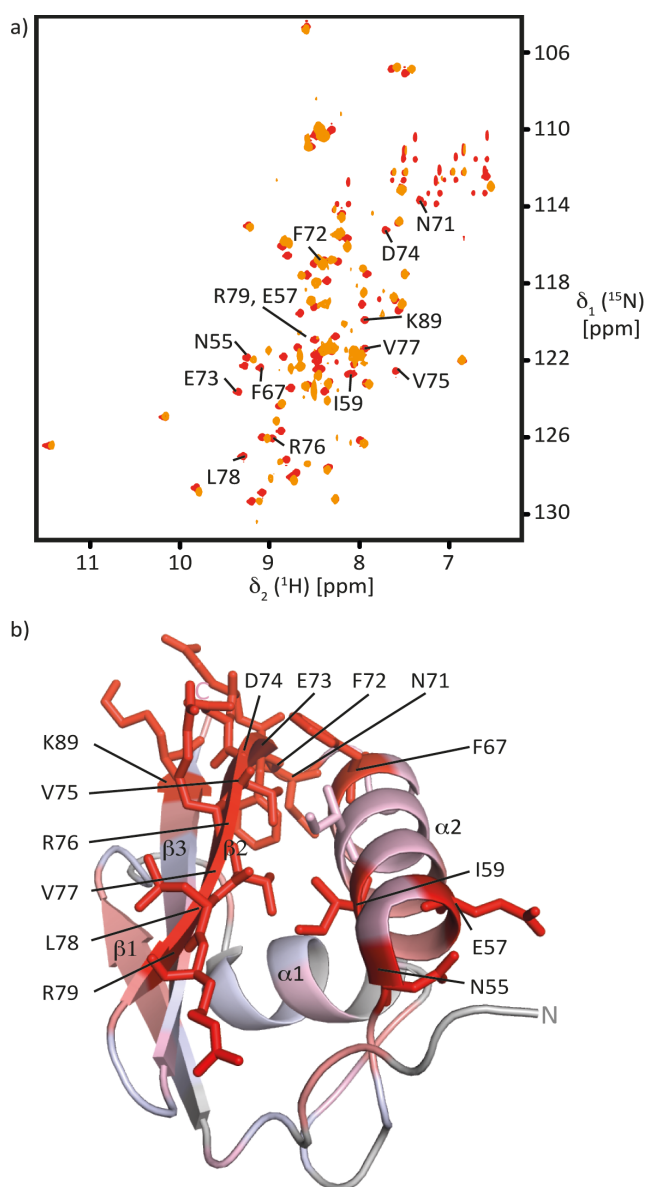 a)
106
110
114
118
122
126
130
δ1 (15N)
[ppm]
N71
D74
F72
R79, E57
K89
N55
V77
E73
F67
I59
V75
R76
L78
11 10 9 8 7
δ2 (1H) [ppm]
b)
D74 E73 F72 N71
C
K89
F67
V75
α2
R76
β3 β2
V77
I59
L78
β1
α1
E57
R79
N55
N